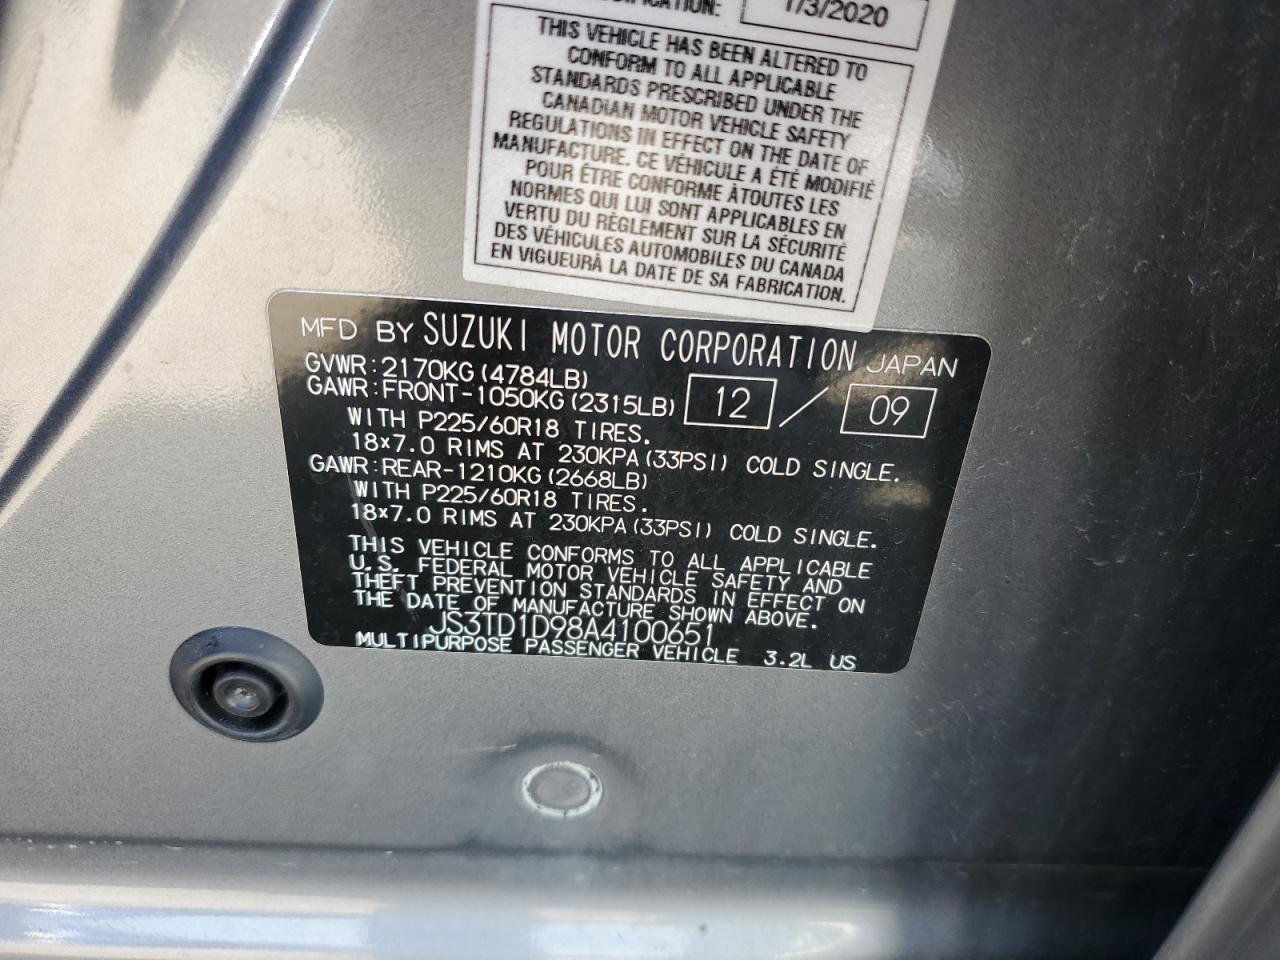 1/3/2020
THIS VEHICLE HAS BEEN ALTERED TO
CONFORM TO ALL APPLICABLE
STANDARDS PRESCRIBED UNDER THE
CANADIAN MOTOR VEHICLE SAFETY
REGULATIONS IN EFFECT ON THE DATE OF
MANUFACTURE. CE VÉHICULE A ÉTÉ MODIFIÉ
POUR ÊTRE CONFORME ÀTOUTES LES
NORMES QUI LUI SONT APPLICABLES EN
VERTU DU RÈGLEMENT SUR LA SÉCURITÉ
DES VÉHICULES AUTOMOBILES DU CANADA
EN VIGUEURÀ LA DATE DE SA FABRICATION.
MFD BY SUZUKI MOTOR CORPORATION JAPAN
GVWR:2170KG(4784LB)
GAWR:FRONT-1050KG(2315LB) 12 / 09
WITH P225/60R18 TIRES.
18×7.0 RIMS AT 230KPA(33PSI) COLD SINGLE.
GAWR:REAR-1210KG(2668LB)
WITH P225/60R18 TIRES.
18×7.0 RIMS AT 230KPA(33PSI) COLD SINGLE.
THIS VEHICLE CONFORMS TO ALL APPLICABLE
U.S. FEDERAL MOTOR VEHICLE SAFETY AND
THEFT PREVENTION STANDARDS IN EFFECT ON
THE DATE OF MANUFACTURE SHOWN ABOVE.
JS3TD1D98A4100651
MULTIPURPOSE PASSENGER VEHICLE 3.2L US